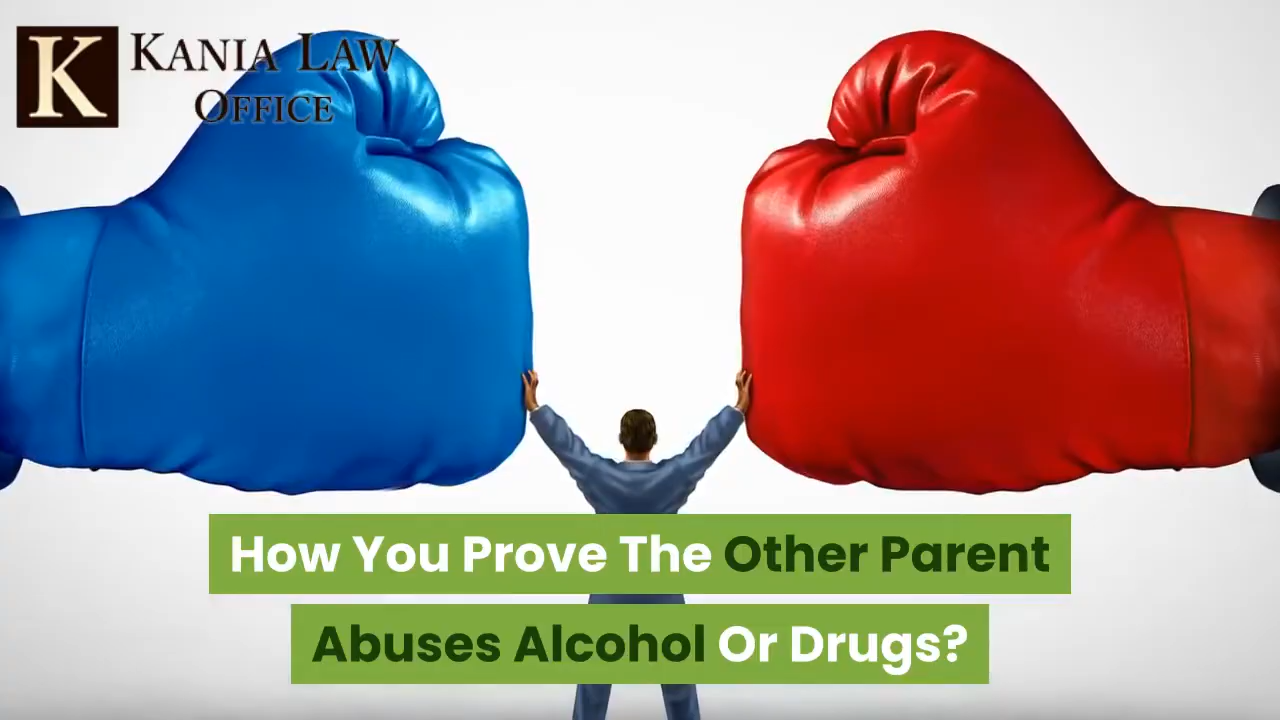 K
KANIA LAW
OFFICE
How You Prove The Other Parent
Abuses Alcohol Or Drugs?